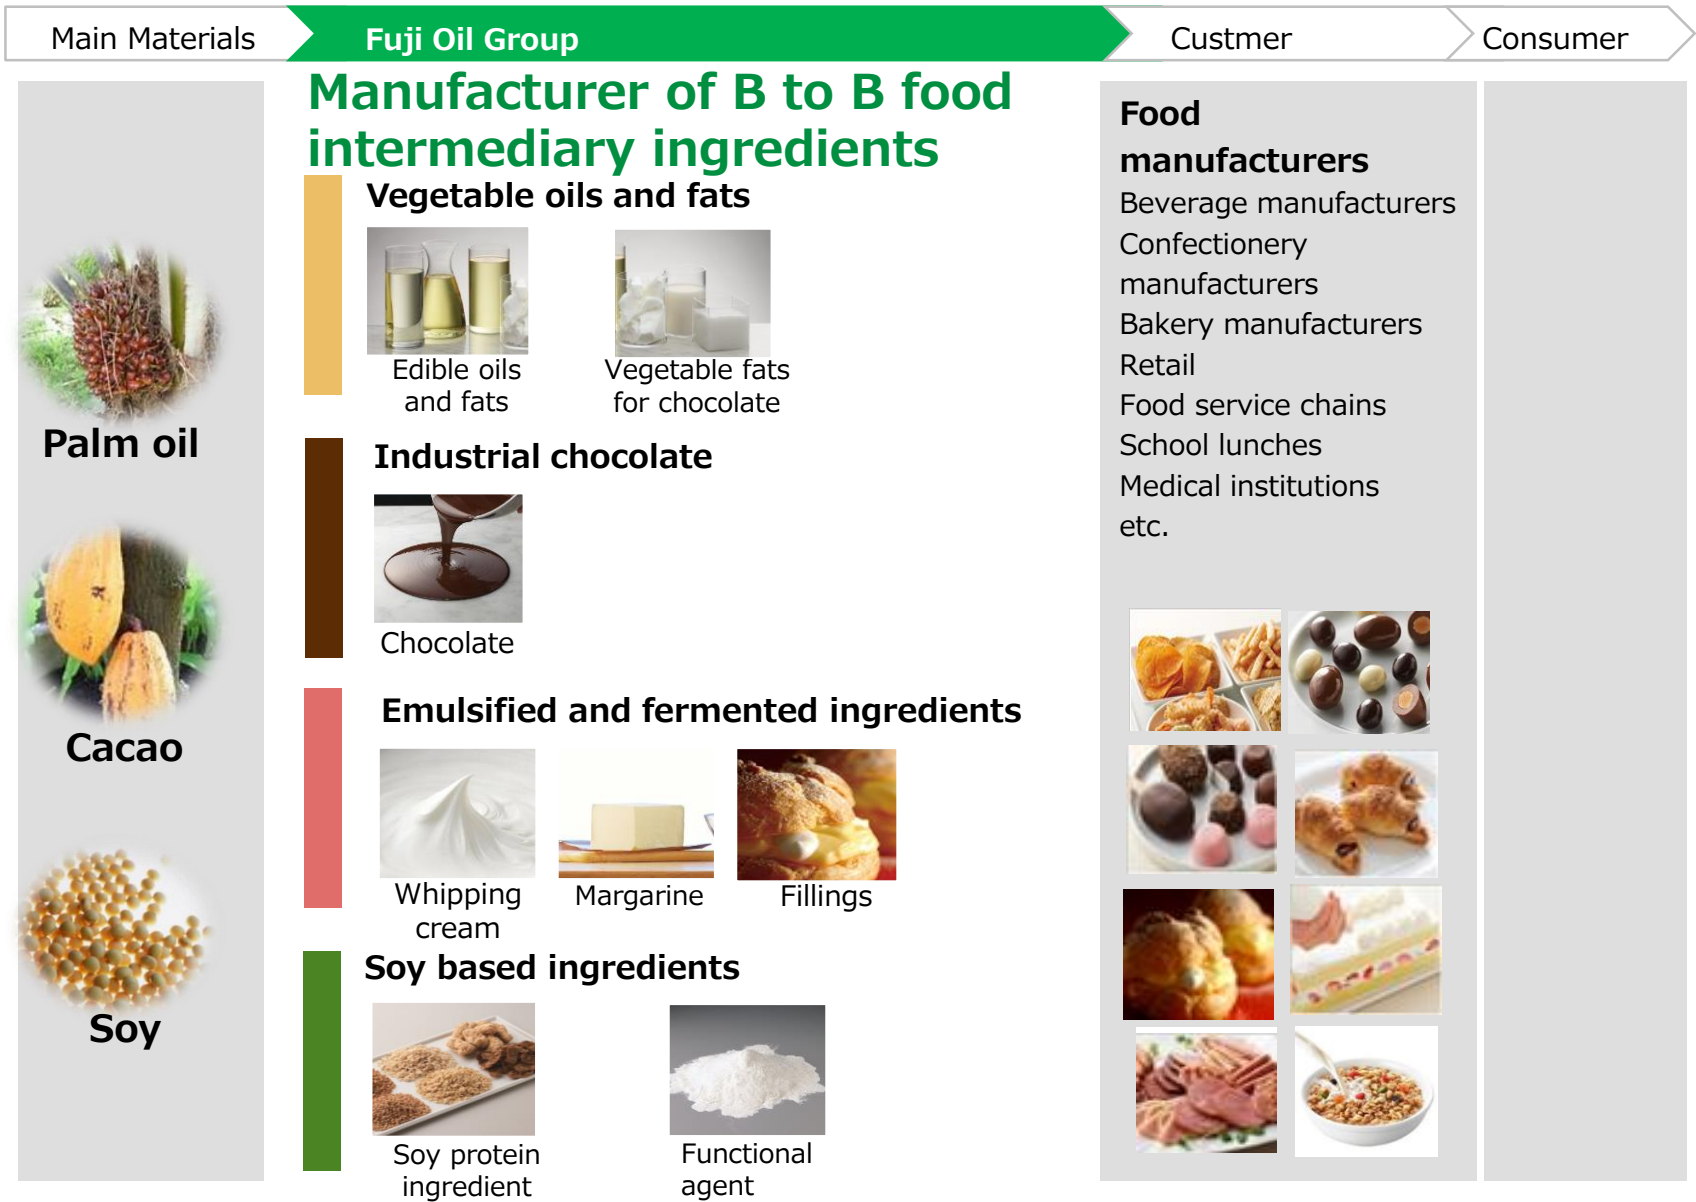 Main Materials
Fuji Oil Group
Custmer
Consumer
Manufacturer of B to B food
intermediary ingredients
Palm oil
Cacao
Soy
Vegetable oils and fats
Edible oils
and fats
Vegetable fats
for chocolate
Industrial chocolate
Chocolate
Emulsified and fermented ingredients
Whipping
cream
Margarine
Fillings
Soy based ingredients
Soy protein
ingredient
Functional
agent
Food
manufacturers
Beverage manufacturers
Confectionery
manufacturers
Bakery manufacturers
Retail
Food service chains
School lunches
Medical institutions
etc.